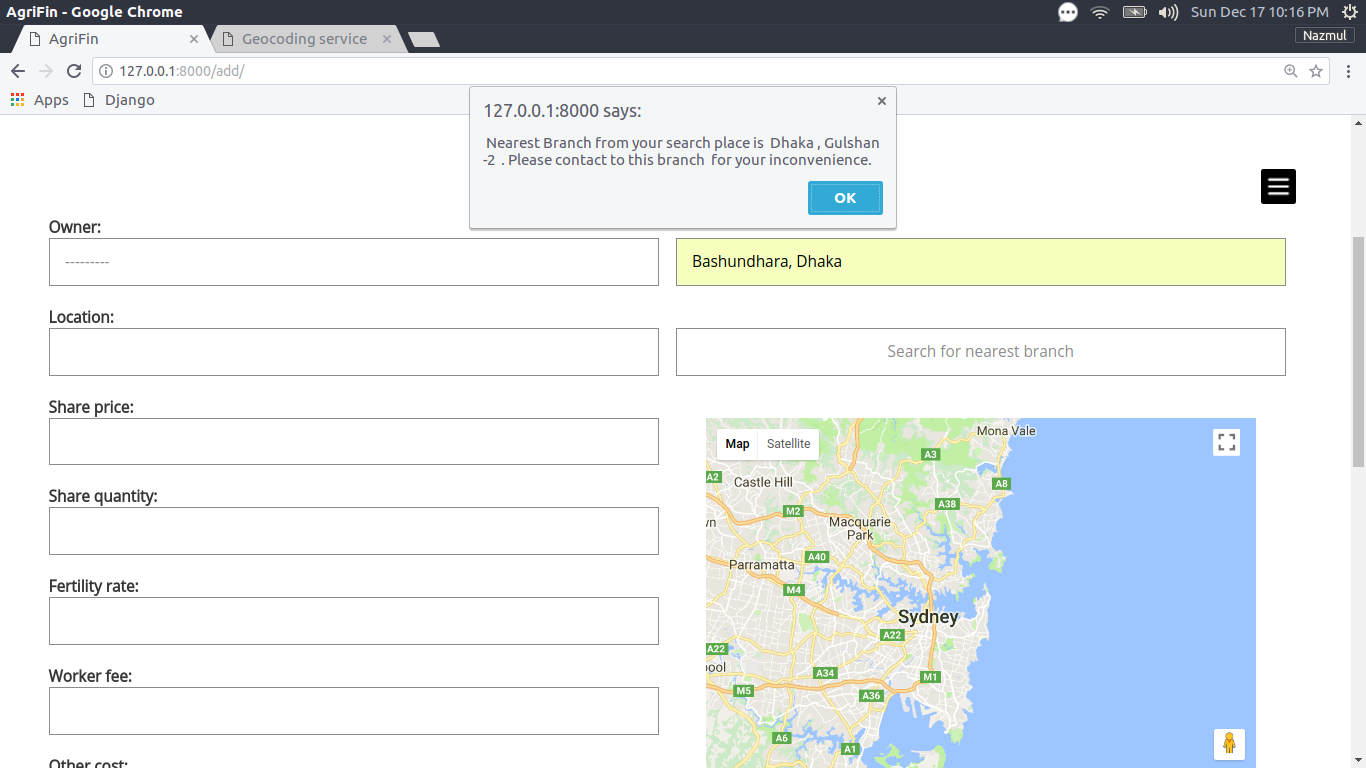 AgriFin - Google Chrome
Sun Dec 17 10:16 PM
AgriFin
Geocoding service
Nazmul
127.0.0.1:8000/add/
Apps
Django
127.0.0.1:8000 says:
Nearest Branch from your search place is Dhaka , Gulshan
-2 . Please contact to this branch for your inconvenience.
OK
Owner:
---------
Bashundhara, Dhaka
Location:
Search for nearest branch
Share price:
Share quantity:
Fertility rate:
Worker fee:
Other cost:
Map
Satellite
Mona Vale
A3
A2
Castle Hill
A8
A38
M2
Macquarie
Park
wn
A40
Parramatta
M4
Sydney
A22
A22
pool
A34
M1
M5
A36
A6
A1